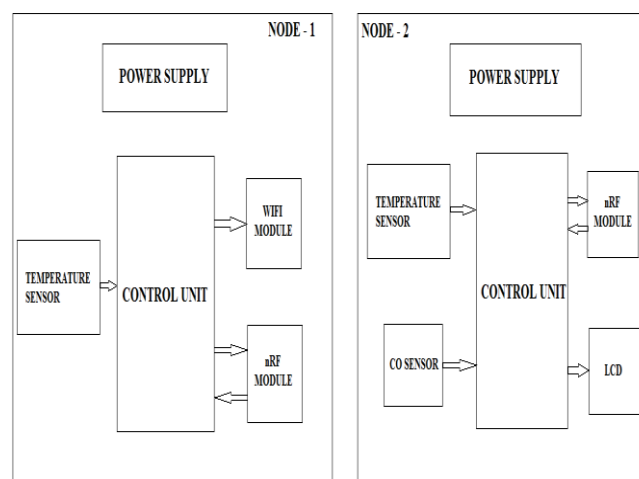 NODE - 1
POWER SUPPLY
WIFI
MODULE
TEMPERATURE
SENSOR
CONTROL UNIT
nRF
MODULE
NODE - 2
POWER SUPPLY
TEMPERATURE
SENSOR
nRF
MODULE
CONTROL UNIT
CO SENSOR
LCD